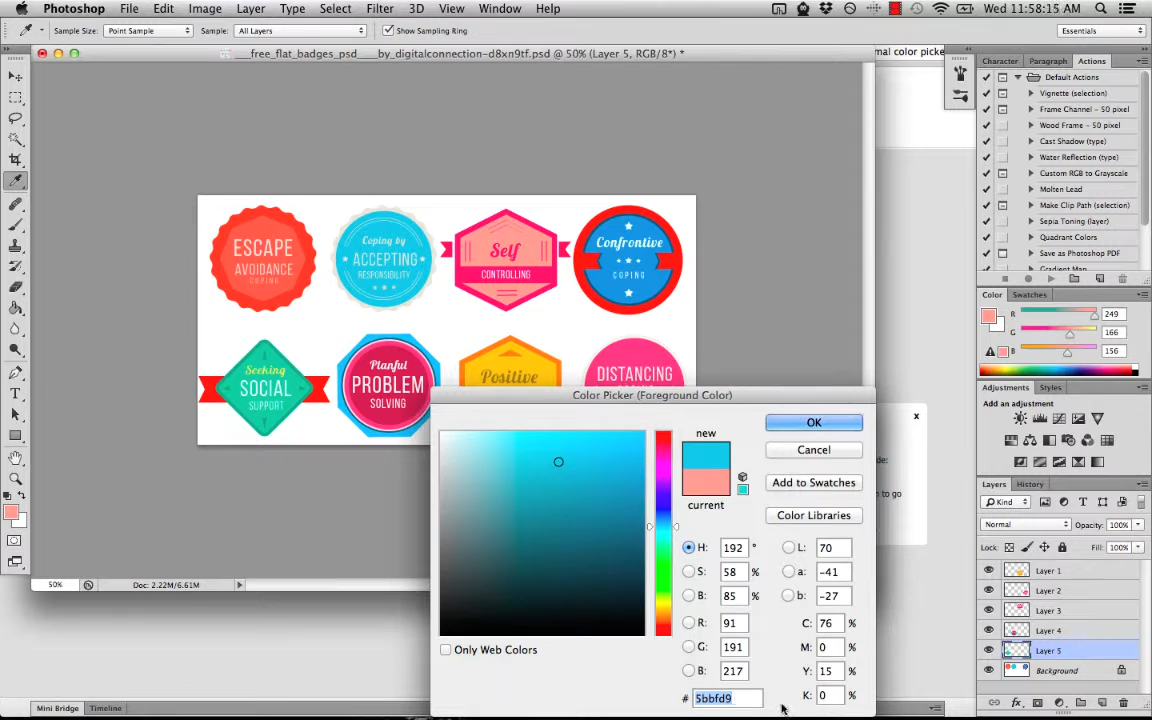 Photoshop File Edit Image Layer Type Select Filter 3D View Window Help Wed 11:58:15 AM
Sample Size: Point Sample Sample: All Layers Show Sampling Ring Essentials
___free_flat_badges_psd____by_digitalconnection-d8xn9tf.psd @ 50% (Layer 5, RGB/8*) *
mal color picke
Character Paragraph Actions
Default Actions
Vignette (selection)
Frame Channel - 50 pixel
Wood Frame - 50 pixel
Cast Shadow (type)
Water Reflection (type)
Custom RGB to Grayscale
Molten Lead
Make Clip Path (selection)
Sepia Toning (layer)
Quadrant Colors
Save as Photoshop PDF
Gradient Map
ESCAPE
AVOIDANCE
COPING
Coping by
ACCEPTING
RESPONSIBILITY
Self
CONTROLLING
Confrontive
COPING
Seeking
SOCIAL
SUPPORT
Planful
PROBLEM
SOLVING
Positive
DISTANCING
Color Swatches
R 249
G 166
B 156
Adjustments Styles
Add an adjustment
Color Picker (Foreground Color)
new
current
OK
Cancel
Add to Swatches
Color Libraries
H: 192 °
S: 58 %
B: 85 %
R: 91
G: 191
B: 217
# 5bbfd9
L: 70
a: -41
b: -27
C: 76 %
M: 0 %
Y: 15 %
K: 0 %
Only Web Colors
x
de:
n to go
Layers History
Kind
Normal Opacity: 100%
Lock: Fill: 100%
Layer 1
Layer 2
Layer 3
Layer 4
Layer 5
Background
50% Doc: 2.22M/6.61M
Mini Bridge Timeline